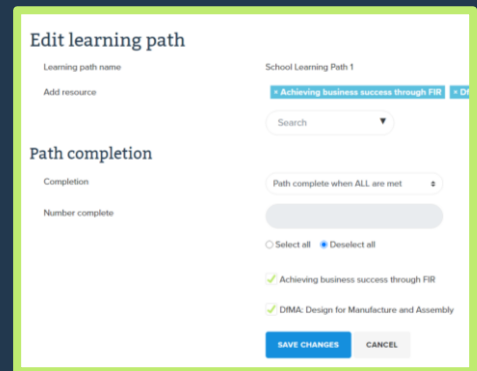 Edit learning path
Learning path name School Learning Path 1
Add resource × Achieving business success through FIR ×
Search
Path completion
Completion Path complete when ALL are met
Number complete
Select all Deselect all
Achieving business success through FIR
DfMA: Design for Manufacture and Assembly
SAVE CHANGES CANCEL